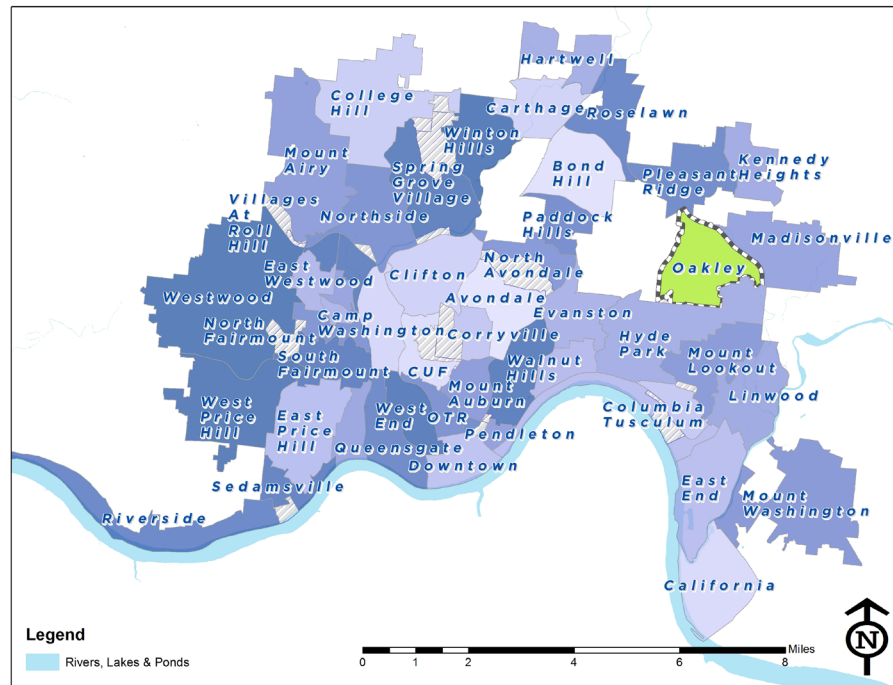 Hartwell
College
Hill
Carthage
Roselawn
Winton
Hills
Mount
Airy
Spring
Grove
Village
Bond
Hill
Pleasant
Ridge
Kennedy
Heights
Villages
At
Roll
Hill
Northside
Paddock
Hills
Madisonville
East
Westwood
Clifton
North
Avondale
Oakley
Westwood
Avondale
North
Fairmount
Camp
Washington
Corryville
Evanston
Hyde
Park
South
Fairmount
CUF
Walnut
Hills
Mount
Lookout
Mount
Auburn
Linwood
West
Price
Hill
East
Price
Hill
West
End
OTR
Columbia
Tusculum
Pendleton
Queensgate
Downtown
Sedamsville
East
End
Mount
Washington
Riverside
California
Legend
Rivers, Lakes & Ponds
Miles
0 1 2 4 6 8
N